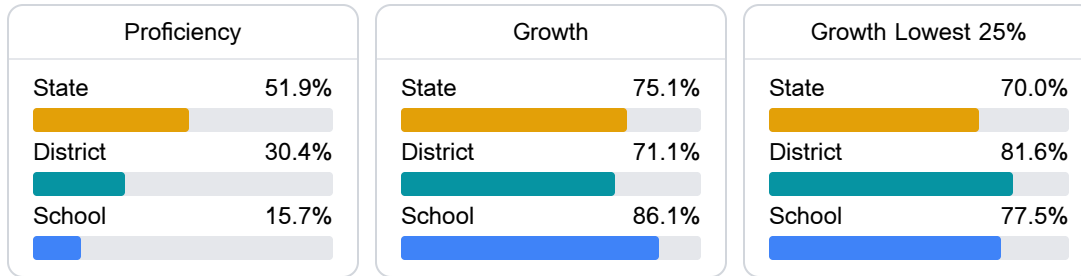 Proficiency
State 51.9%
District 30.4%
School 15.7%
Growth
State 75.1%
District 71.1%
School 86.1%
Growth Lowest 25%
State 70.0%
District 81.6%
School 77.5%